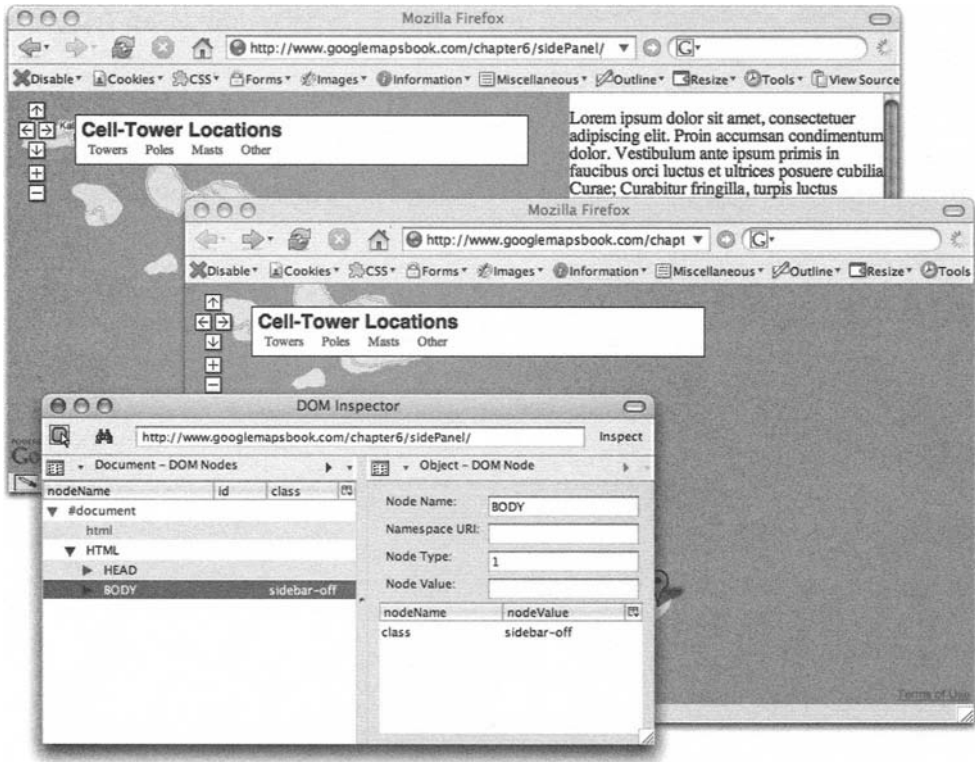 Mozilla Firefox
http://www.googlemapsbook.com/chapter6/sidePanel/
G
Disable Cookies CSS Forms Images Information Miscellaneous Outline Resize Tools View Source
Cell-Tower Locations
Towers Poles Masts Other
Lorem ipsum dolor sit amet, consectetuer
adipiscing elit. Proin accumsan condimentum
dolor. Vestibulum ante ipsum primis in
faucibus orci luctus et ultrices posuere cubilia
Curae; Curabitur fringilla, turpis luctus
Mozilla Firefox
http://www.googlemapsbook.com/chapt
G
Disable Cookies CSS Forms Images Information Miscellaneous Outline Resize Tools
Cell-Tower Locations
Towers Poles Masts Other
DOM Inspector
http://www.googlemapsbook.com/chapter6/sidePanel/ Inspect
Document - DOM Nodes
nodeName id class
#document
html
HTML
HEAD
BODY sidebar-off
Object - DOM Node
Node Name: BODY
Namespace URI:
Node Type: 1
Node Value:
nodeName nodeValue
class sidebar-off
Terms of Use